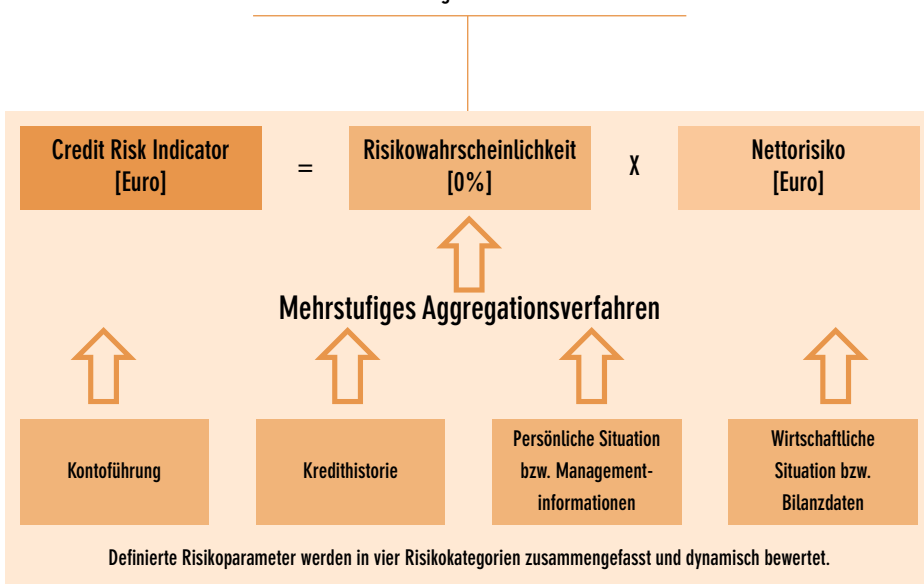 Credit Risk Indicator
[Euro]
=
Risikowahrscheinlichkeit
[0%]
X
Nettorisiko
[Euro]
Mehrstufiges Aggregationsverfahren
Kontoführung
Kredithistorie
Persönliche Situation
bzw. Management-
informationen
Wirtschaftliche
Situation bzw.
Bilanzdaten
Definierte Risikoparameter werden in vier Risikokategorien zusammengefasst und dynamisch bewertet.